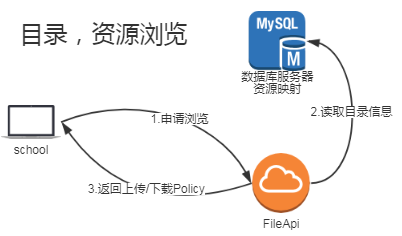 目录，资源浏览
MySQL
M
数据库服务器
资源映射
1.申请浏览
2.读取目录信息
school
3.返回上传/下载Policy
FileApi